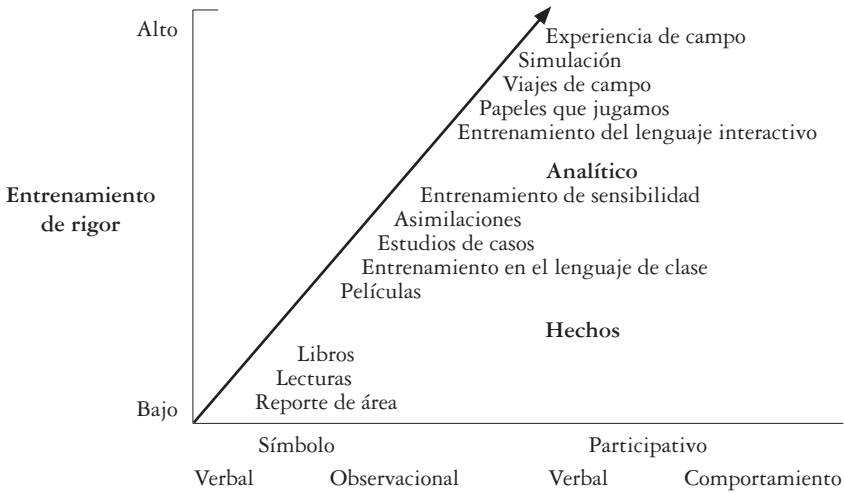 Alto
Experiencia de campo
Simulación
Viajes de campo
Papeles que jugamos
Entrenamiento del lenguaje interactivo
Analítico
Entrenamiento
de rigor
Entrenamiento de sensibilidad
Asimilaciones
Estudios de casos
Entrenamiento en el lenguaje de clase
Películas
Hechos
Libros
Lecturas
Reporte de área
Bajo
Símbolo Participativo
Verbal Observacional Verbal Comportamiento